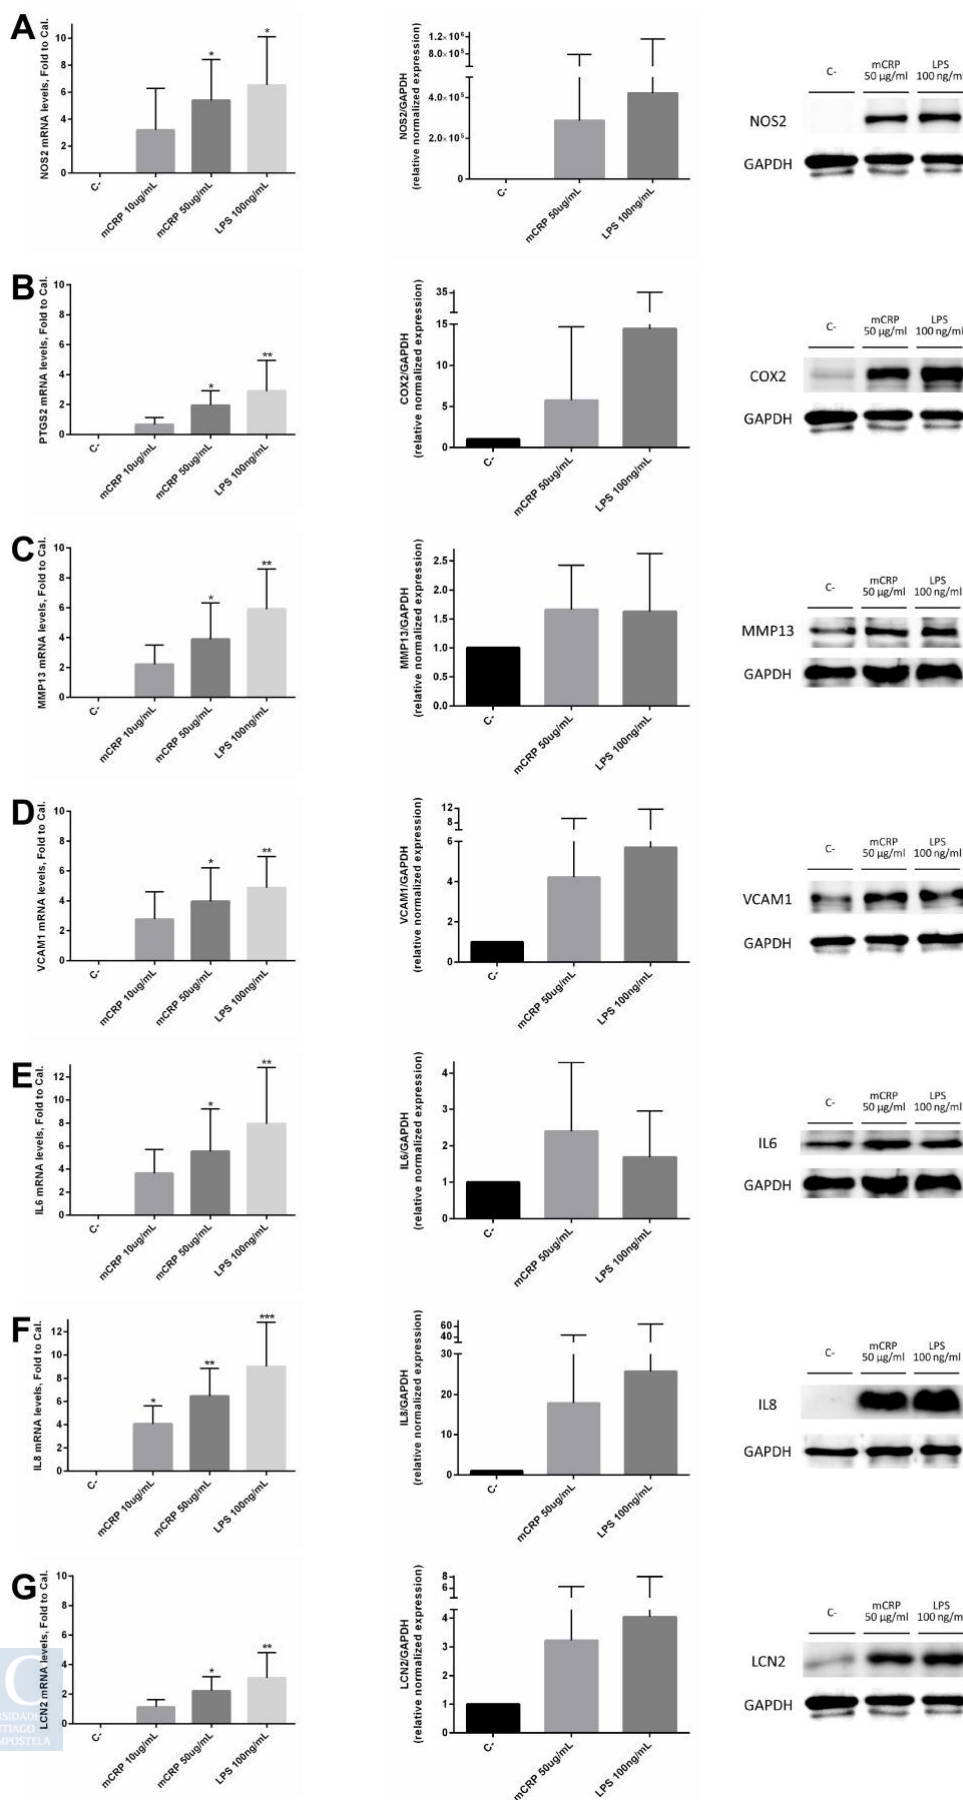 A
NOS2 mRNA levels, Fold to Cal.
10
8
6
4
2
0
*
*
C-
mCRP 10ug/mL
mCRP 50ug/mL
LPS 100ng/mL
NOS2/GAPDH
(relative normalized expression)
1.2×10⁶
8.0×10⁵
4.0×10⁵
2.0×10⁵
0
C-
mCRP 50ug/mL
LPS 100ng/mL
C-
mCRP
50 µg/ml
LPS
100 ng/ml
NOS2
GAPDH
B
PTGS2 mRNA levels, Fold to Cal.
10
8
6
4
2
0
*
**
C-
mCRP 10ug/mL
mCRP 50ug/mL
LPS 100ng/mL
COX2/GAPDH
(relative normalized expression)
35
15
10
5
0
C-
mCRP 50ug/mL
LPS 100ng/mL
C-
mCRP
50 µg/ml
LPS
100 ng/ml
COX2
GAPDH
C
MMP13 mRNA levels, Fold to Cal.
10
8
6
4
2
0
*
**
C-
mCRP 10ug/mL
mCRP 50ug/mL
LPS 100ng/mL
MMP13/GAPDH
(relative normalized expression)
2.5
2.0
1.5
1.0
0.5
0.0
C-
mCRP 50ug/mL
LPS 100ng/mL
C-
mCRP
50 µg/ml
LPS
100 ng/ml
MMP13
GAPDH
D
VCAM1 mRNA levels, Fold to Cal.
10
8
6
4
2
0
*
**
C-
mCRP 10ug/mL
mCRP 50ug/mL
LPS 100ng/mL
VCAM1/GAPDH
(relative normalized expression)
12
8
6
4
2
0
C-
mCRP 50ug/mL
LPS 100ng/mL
C-
mCRP
50 µg/ml
LPS
100 ng/ml
VCAM1
GAPDH
E
IL6 mRNA levels, Fold to Cal.
12
10
8
6
4
2
0
*
**
C-
mCRP 10ug/mL
mCRP 50ug/mL
LPS 100ng/mL
IL6/GAPDH
(relative normalized expression)
4
3
2
1
0
C-
mCRP 50ug/mL
LPS 100ng/mL
C-
mCRP
50 µg/ml
LPS
100 ng/ml
IL6
GAPDH
F
IL8 mRNA levels, Fold to Cal.
12
10
8
6
4
2
0
*
**
***
C-
mCRP 10ug/mL
mCRP 50ug/mL
LPS 100ng/mL
IL8/GAPDH
(relative normalized expression)
60
40
30
20
10
0
C-
mCRP 50ug/mL
LPS 100ng/mL
C-
mCRP
50 µg/ml
LPS
100 ng/ml
IL8
GAPDH
G
LCN2 mRNA levels, Fold to Cal.
10
8
6
4
2
0
*
**
C-
mCRP 10ug/mL
mCRP 50ug/mL
LPS 100ng/mL
LCN2/GAPDH
(relative normalized expression)
8
6
4
3
2
1
0
C-
mCRP 50ug/mL
LPS 100ng/mL
C-
mCRP
50 µg/ml
LPS
100 ng/ml
LCN2
GAPDH